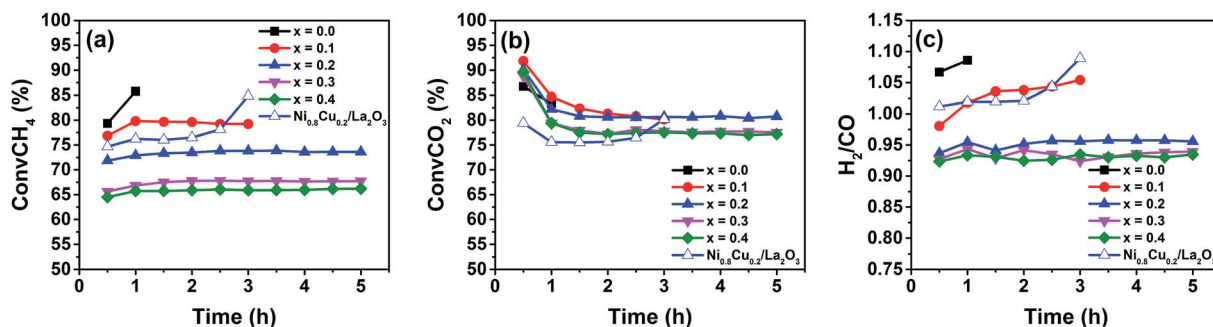 (a)
ConvCH₄ (%)
100
95
90
85
80
75
70
65
60
55
50
x = 0.0
x = 0.1
x = 0.2
x = 0.3
x = 0.4
Ni₀.₈Cu₀.₂/La₂O₃
0 1 2 3 4 5
Time (h)
(b)
ConvCO₂ (%)
100
95
90
85
80
75
70
65
60
55
50
x = 0.0
x = 0.1
x = 0.2
x = 0.3
x = 0.4
Ni₀.₈Cu₀.₂/La₂O₃
0 1 2 3 4 5
Time (h)
(c)
H₂/CO
1.15
1.10
1.05
1.00
0.95
0.90
0.85
0.80
0.75
x = 0.0
x = 0.1
x = 0.2
x = 0.3
x = 0.4
Ni₀.₈Cu₀.₂/La₂O₃
0 1 2 3 4 5
Time (h)